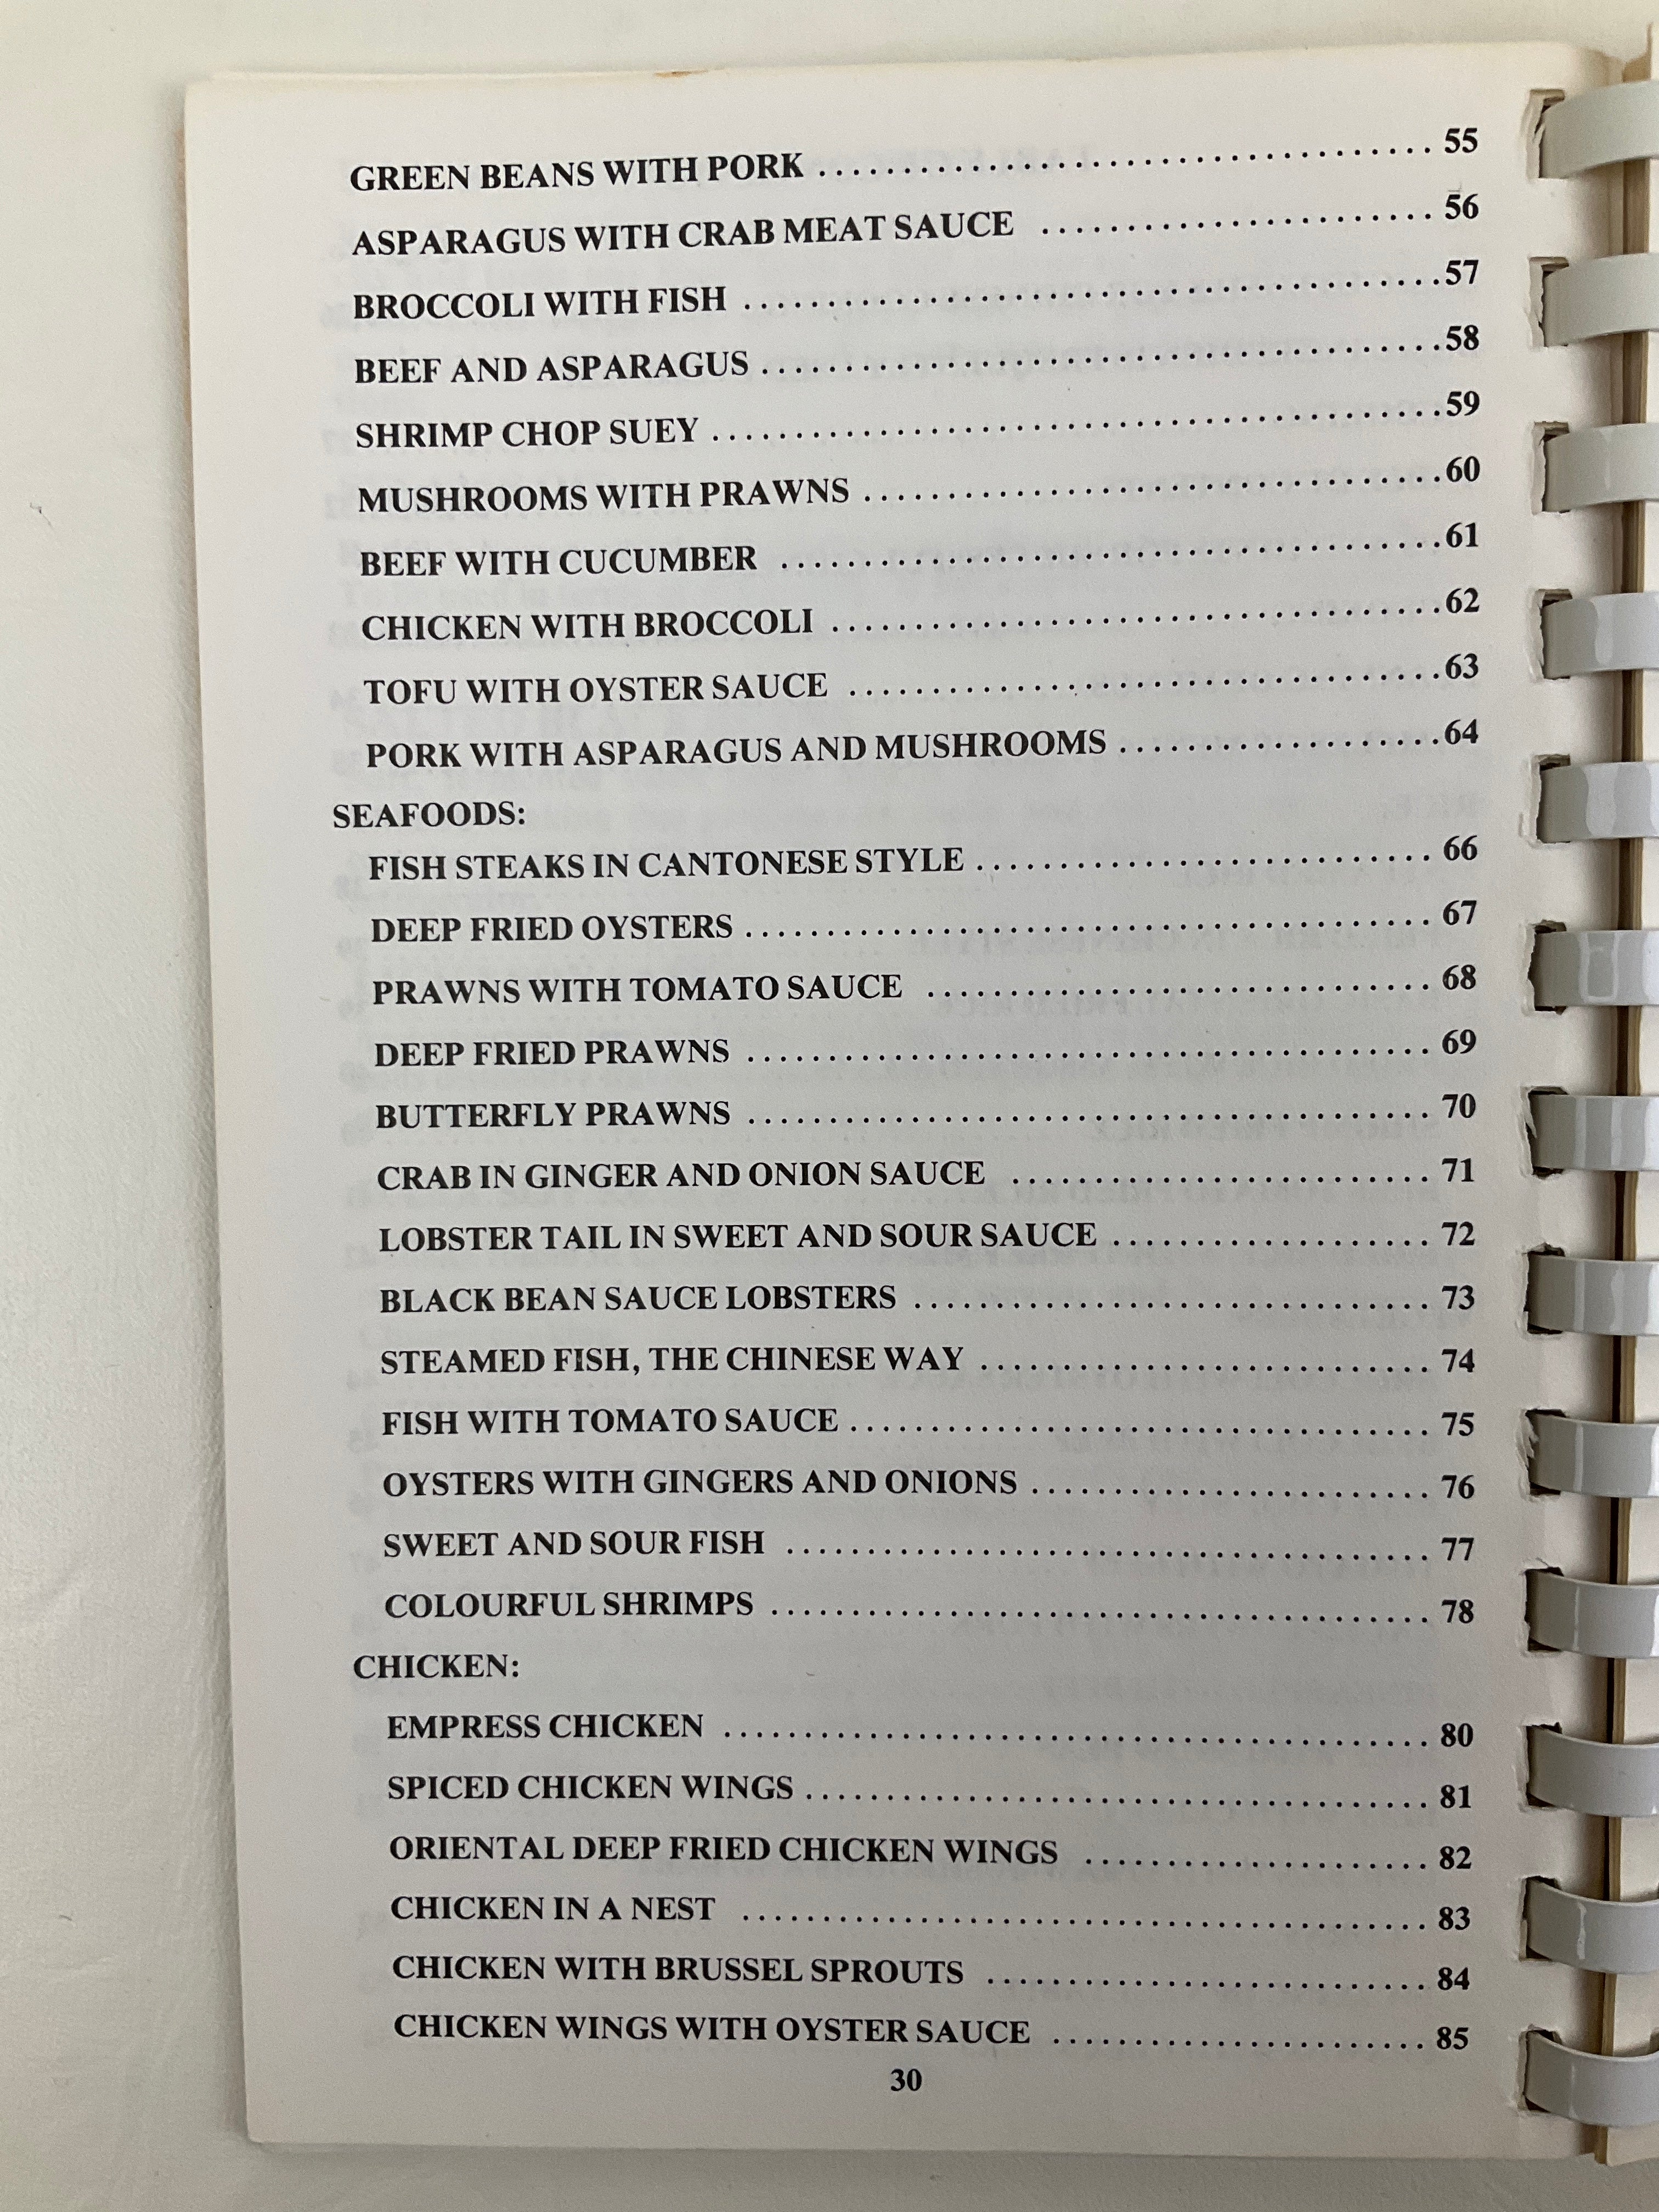 GREEN BEANS WITH PORK . . . . . . . . . . . . . . . . . . . . . . . . . . . . . . 55
ASPARAGUS WITH CRAB MEAT SAUCE . . . . . . . . . . . . . . . . . . . . 56
BROCCOLI WITH FISH . . . . . . . . . . . . . . . . . . . . . . . . . . . . . . 57
BEEF AND ASPARAGUS . . . . . . . . . . . . . . . . . . . . . . . . . . . . . . 58
SHRIMP CHOP SUEY . . . . . . . . . . . . . . . . . . . . . . . . . . . . . . 59
MUSHROOMS WITH PRAWNS . . . . . . . . . . . . . . . . . . . . . . . . . 60
BEEF WITH CUCUMBER . . . . . . . . . . . . . . . . . . . . . . . . . . . . . 61
CHICKEN WITH BROCCOLI . . . . . . . . . . . . . . . . . . . . . . . . . . 62
TOFU WITH OYSTER SAUCE . . . . . . . . . . . . . . . . . . . . . . . . . . 63
PORK WITH ASPARAGUS AND MUSHROOMS . . . . . . . . . . . . . . . 64
SEAFOODS:
FISH STEAKS IN CANTONESE STYLE . . . . . . . . . . . . . . . . . . . . 66
DEEP FRIED OYSTERS . . . . . . . . . . . . . . . . . . . . . . . . . . . . . . 67
PRAWNS WITH TOMATO SAUCE . . . . . . . . . . . . . . . . . . . . . . . 68
DEEP FRIED PRAWNS . . . . . . . . . . . . . . . . . . . . . . . . . . . . . . 69
BUTTERFLY PRAWNS . . . . . . . . . . . . . . . . . . . . . . . . . . . . . . 70
CRAB IN GINGER AND ONION SAUCE . . . . . . . . . . . . . . . . . . . 71
LOBSTER TAIL IN SWEET AND SOUR SAUCE . . . . . . . . . . . . . . . 72
BLACK BEAN SAUCE LOBSTERS . . . . . . . . . . . . . . . . . . . . . . . 73
STEAMED FISH, THE CHINESE WAY . . . . . . . . . . . . . . . . . . . . 74
FISH WITH TOMATO SAUCE . . . . . . . . . . . . . . . . . . . . . . . . . . 75
OYSTERS WITH GINGERS AND ONIONS . . . . . . . . . . . . . . . . . . 76
SWEET AND SOUR FISH . . . . . . . . . . . . . . . . . . . . . . . . . . . . . 77
COLOURFUL SHRIMPS . . . . . . . . . . . . . . . . . . . . . . . . . . . . . . 78
CHICKEN:
EMPRESS CHICKEN . . . . . . . . . . . . . . . . . . . . . . . . . . . . . . 80
SPICED CHICKEN WINGS . . . . . . . . . . . . . . . . . . . . . . . . . . . . 81
ORIENTAL DEEP FRIED CHICKEN WINGS . . . . . . . . . . . . . . . . 82
CHICKEN IN A NEST . . . . . . . . . . . . . . . . . . . . . . . . . . . . . . 83
CHICKEN WITH BRUSSEL SPROUTS . . . . . . . . . . . . . . . . . . . . 84
CHICKEN WINGS WITH OYSTER SAUCE . . . . . . . . . . . . . . . . . 85
30